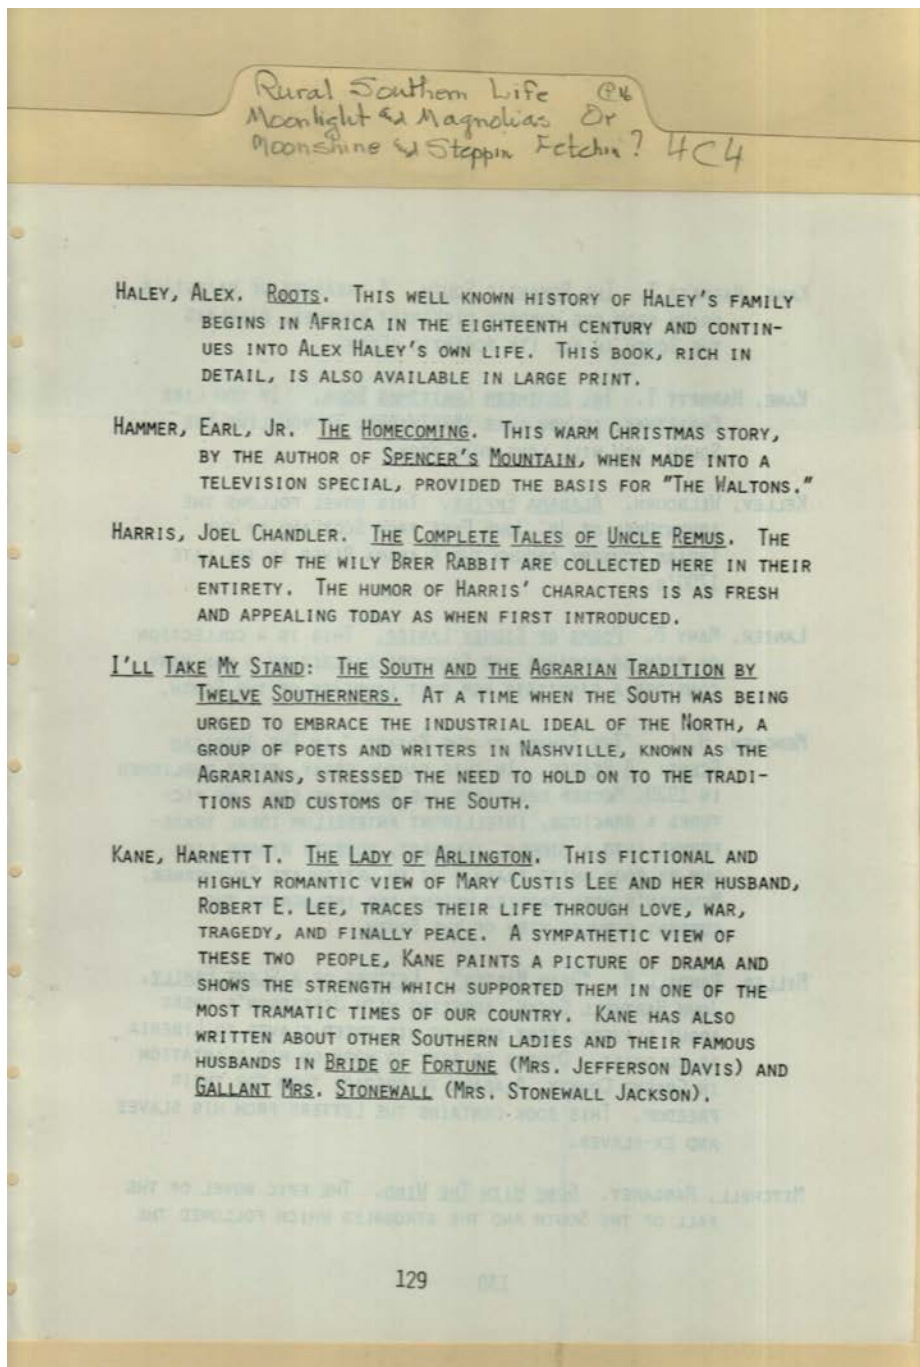 Rural Southern Life
Moonlight & Magnolias Or
Moonshine & Steppin Fetchin? 4C4
HALEY, ALEX. ROOTS. THIS WELL KNOWN HISTORY OF HALEY'S FAMILY
BEGINS IN AFRICA IN THE EIGHTEENTH CENTURY AND CONTIN-
UES INTO ALEX HALEY'S OWN LIFE. THIS BOOK, RICH IN
DETAIL, IS ALSO AVAILABLE IN LARGE PRINT.
HAMMER, EARL, JR. THE HOMECOMING. THIS WARM CHRISTMAS STORY,
BY THE AUTHOR OF SPENCER'S MOUNTAIN, WHEN MADE INTO A
TELEVISION SPECIAL, PROVIDED THE BASIS FOR "THE WALTONS."
HARRIS, JOEL CHANDLER. THE COMPLETE TALES OF UNCLE REMUS. THE
TALES OF THE WILY BRER RABBIT ARE COLLECTED HERE IN THEIR
ENTIRETY. THE HUMOR OF HARRIS' CHARACTERS IS AS FRESH
AND APPEALING TODAY AS WHEN FIRST INTRODUCED.
I'LL TAKE MY STAND: THE SOUTH AND THE AGRARIAN TRADITION BY
TWELVE SOUTHERNERS. AT A TIME WHEN THE SOUTH WAS BEING
URGED TO EMBRACE THE INDUSTRIAL IDEAL OF THE NORTH, A
GROUP OF POETS AND WRITERS IN NASHVILLE, KNOWN AS THE
AGRARIANS, STRESSED THE NEED TO HOLD ON TO THE TRADI-
TIONS AND CUSTOMS OF THE SOUTH.
KANE, HARNETT T. THE LADY OF ARLINGTON. THIS FICTIONAL AND
HIGHLY ROMANTIC VIEW OF MARY CUSTIS LEE AND HER HUSBAND,
ROBERT E. LEE, TRACES THEIR LIFE THROUGH LOVE, WAR,
TRAGEDY, AND FINALLY PEACE. A SYMPATHETIC VIEW OF
THESE TWO PEOPLE, KANE PAINTS A PICTURE OF DRAMA AND
SHOWS THE STRENGTH WHICH SUPPORTED THEM IN ONE OF THE
MOST TRAMATIC TIMES OF OUR COUNTRY. KANE HAS ALSO
WRITTEN ABOUT OTHER SOUTHERN LADIES AND THEIR FAMOUS
HUSBANDS IN BRIDE OF FORTUNE (MRS. JEFFERSON DAVIS) AND
GALLANT MRS. STONEWALL (MRS. STONEWALL JACKSON).
129